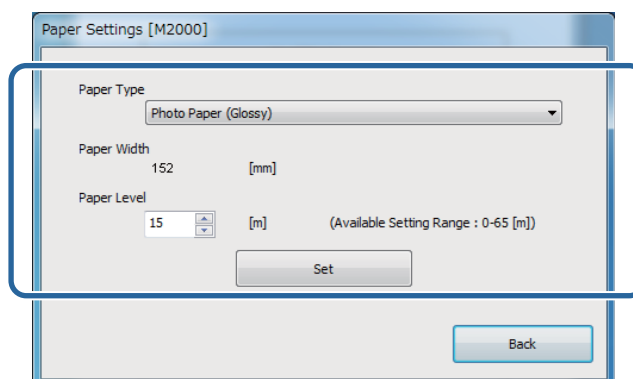 Paper Settings [M2000]
Paper Type
Photo Paper (Glossy)
Paper Width
152 [mm]
Paper Level
15 [m] (Available Setting Range : 0-65 [m])
Set
Back